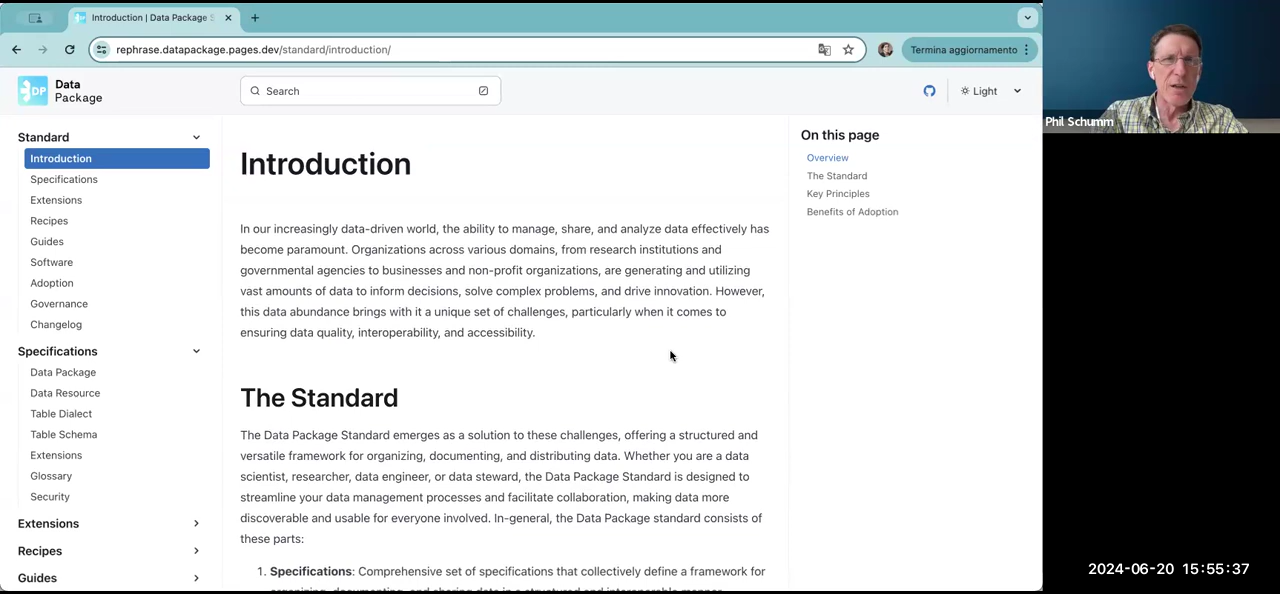 Introduction | Data Package S
rephrase.datapackage.pages.dev/standard/introduction/
Termina aggiornamento
DP
Data
Package
Search
Light
Standard
Introduction
Specifications
Extensions
Recipes
Guides
Software
Adoption
Governance
Changelog
Specifications
Data Package
Data Resource
Table Dialect
Table Schema
Extensions
Glossary
Security
Extensions
Recipes
Guides
Introduction
In our increasingly data-driven world, the ability to manage, share, and analyze data effectively has
become paramount. Organizations across various domains, from research institutions and
governmental agencies to businesses and non-profit organizations, are generating and utilizing
vast amounts of data to inform decisions, solve complex problems, and drive innovation. However,
this data abundance brings with it a unique set of challenges, particularly when it comes to
ensuring data quality, interoperability, and accessibility.
The Standard
The Data Package Standard emerges as a solution to these challenges, offering a structured and
versatile framework for organizing, documenting, and distributing data. Whether you are a data
scientist, researcher, data engineer, or data steward, the Data Package Standard is designed to
streamline your data management processes and facilitate collaboration, making data more
discoverable and usable for everyone involved. In-general, the Data Package standard consists of
these parts:
1. Specifications: Comprehensive set of specifications that collectively define a framework for
organizing, documenting, and sharing data in a structured and interoperable manner.
On this page
Overview
The Standard
Key Principles
Benefits of Adoption
Phil Schumm
2024-06-20 15:55:37